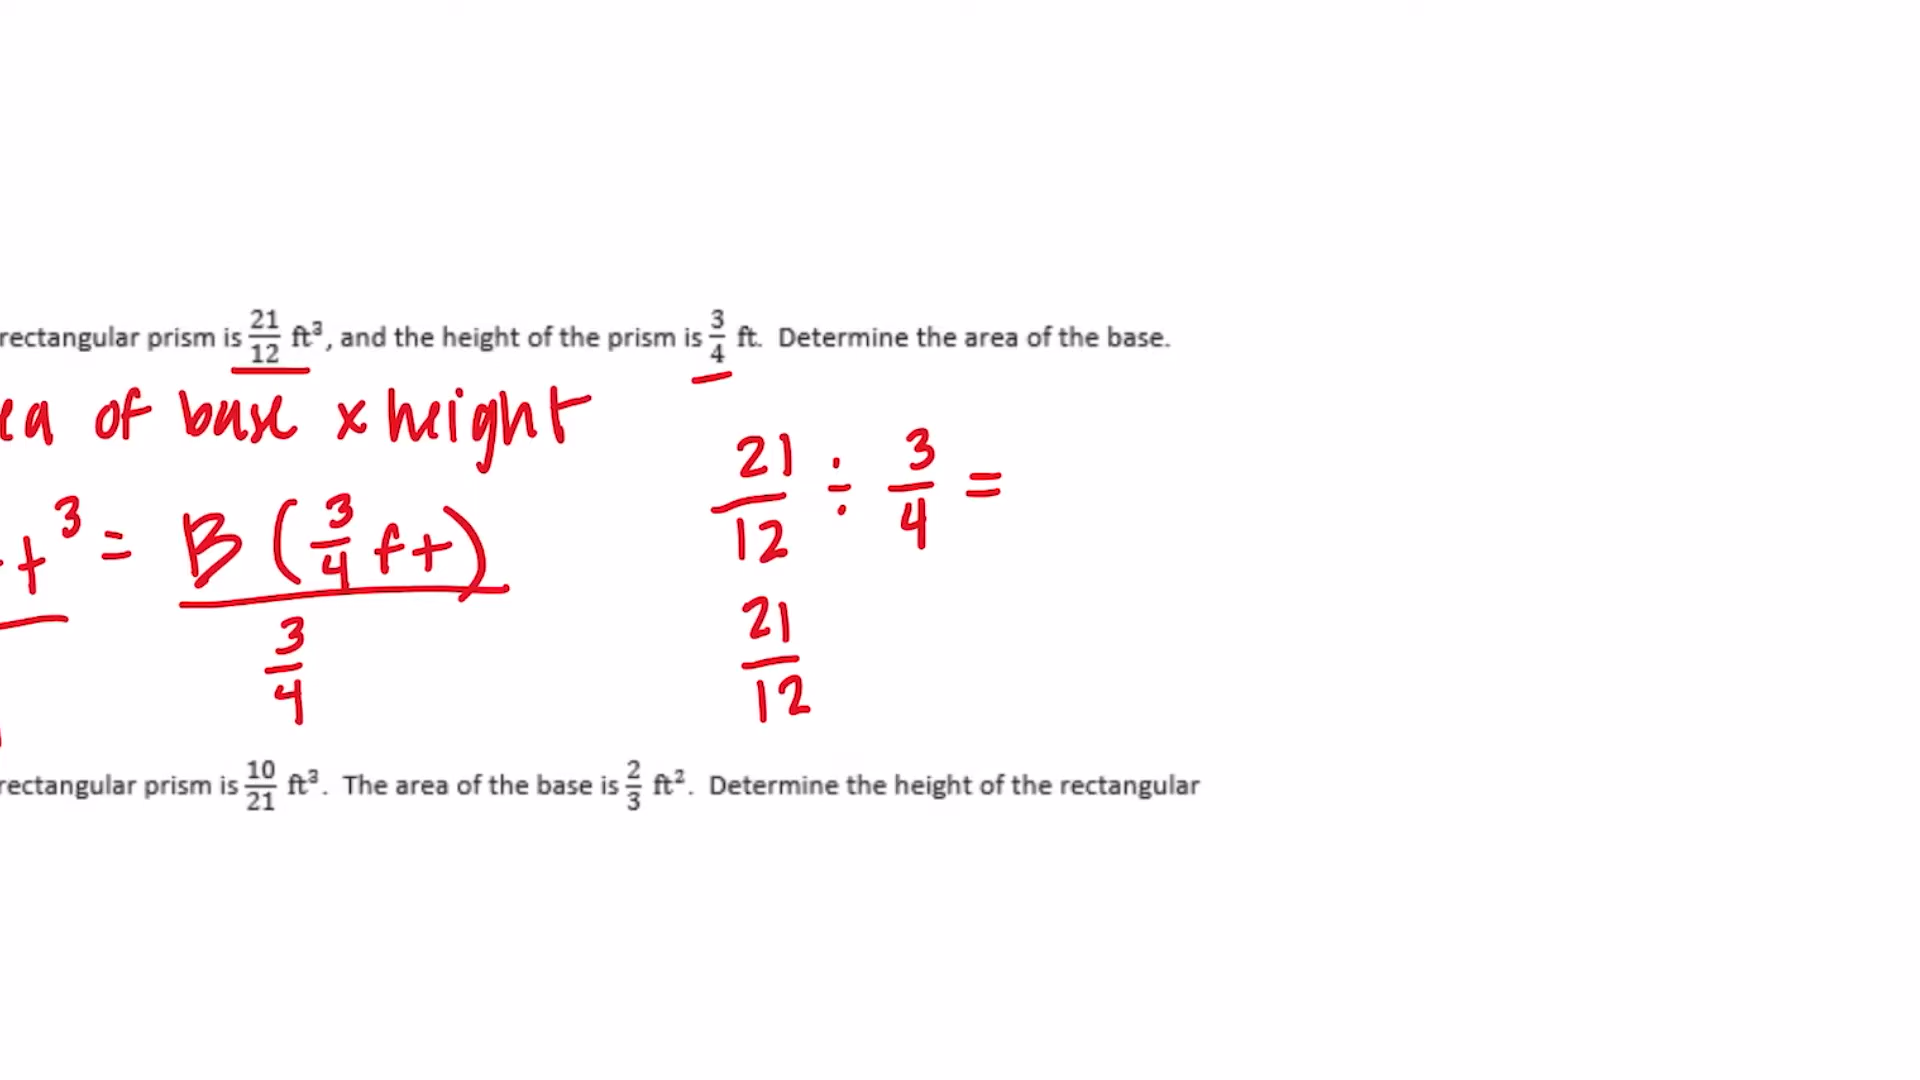 rectangular prism is 21/12 ft³, and the height of the prism is 3/4 ft. Determine the area of the base.
ea of base x height
t³ = B (3/4 ft)
3/4
21/12 ÷ 3/4 =
21/12
rectangular prism is 10/21 ft³. The area of the base is 2/3 ft². Determine the height of the rectangular